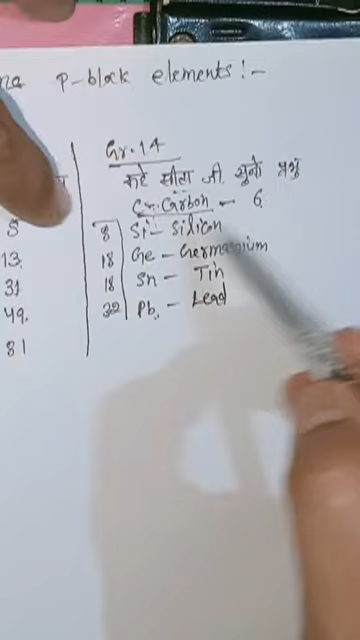 p-block elements:-
Gr.14
कहे सीता जी सुनो प्रभु
C - Carbon - 6
5
8 Si - Silicon
13. 18 Ge - Germanium
31 18 Sn - Tin
49. 32 Pb. - Lead
81